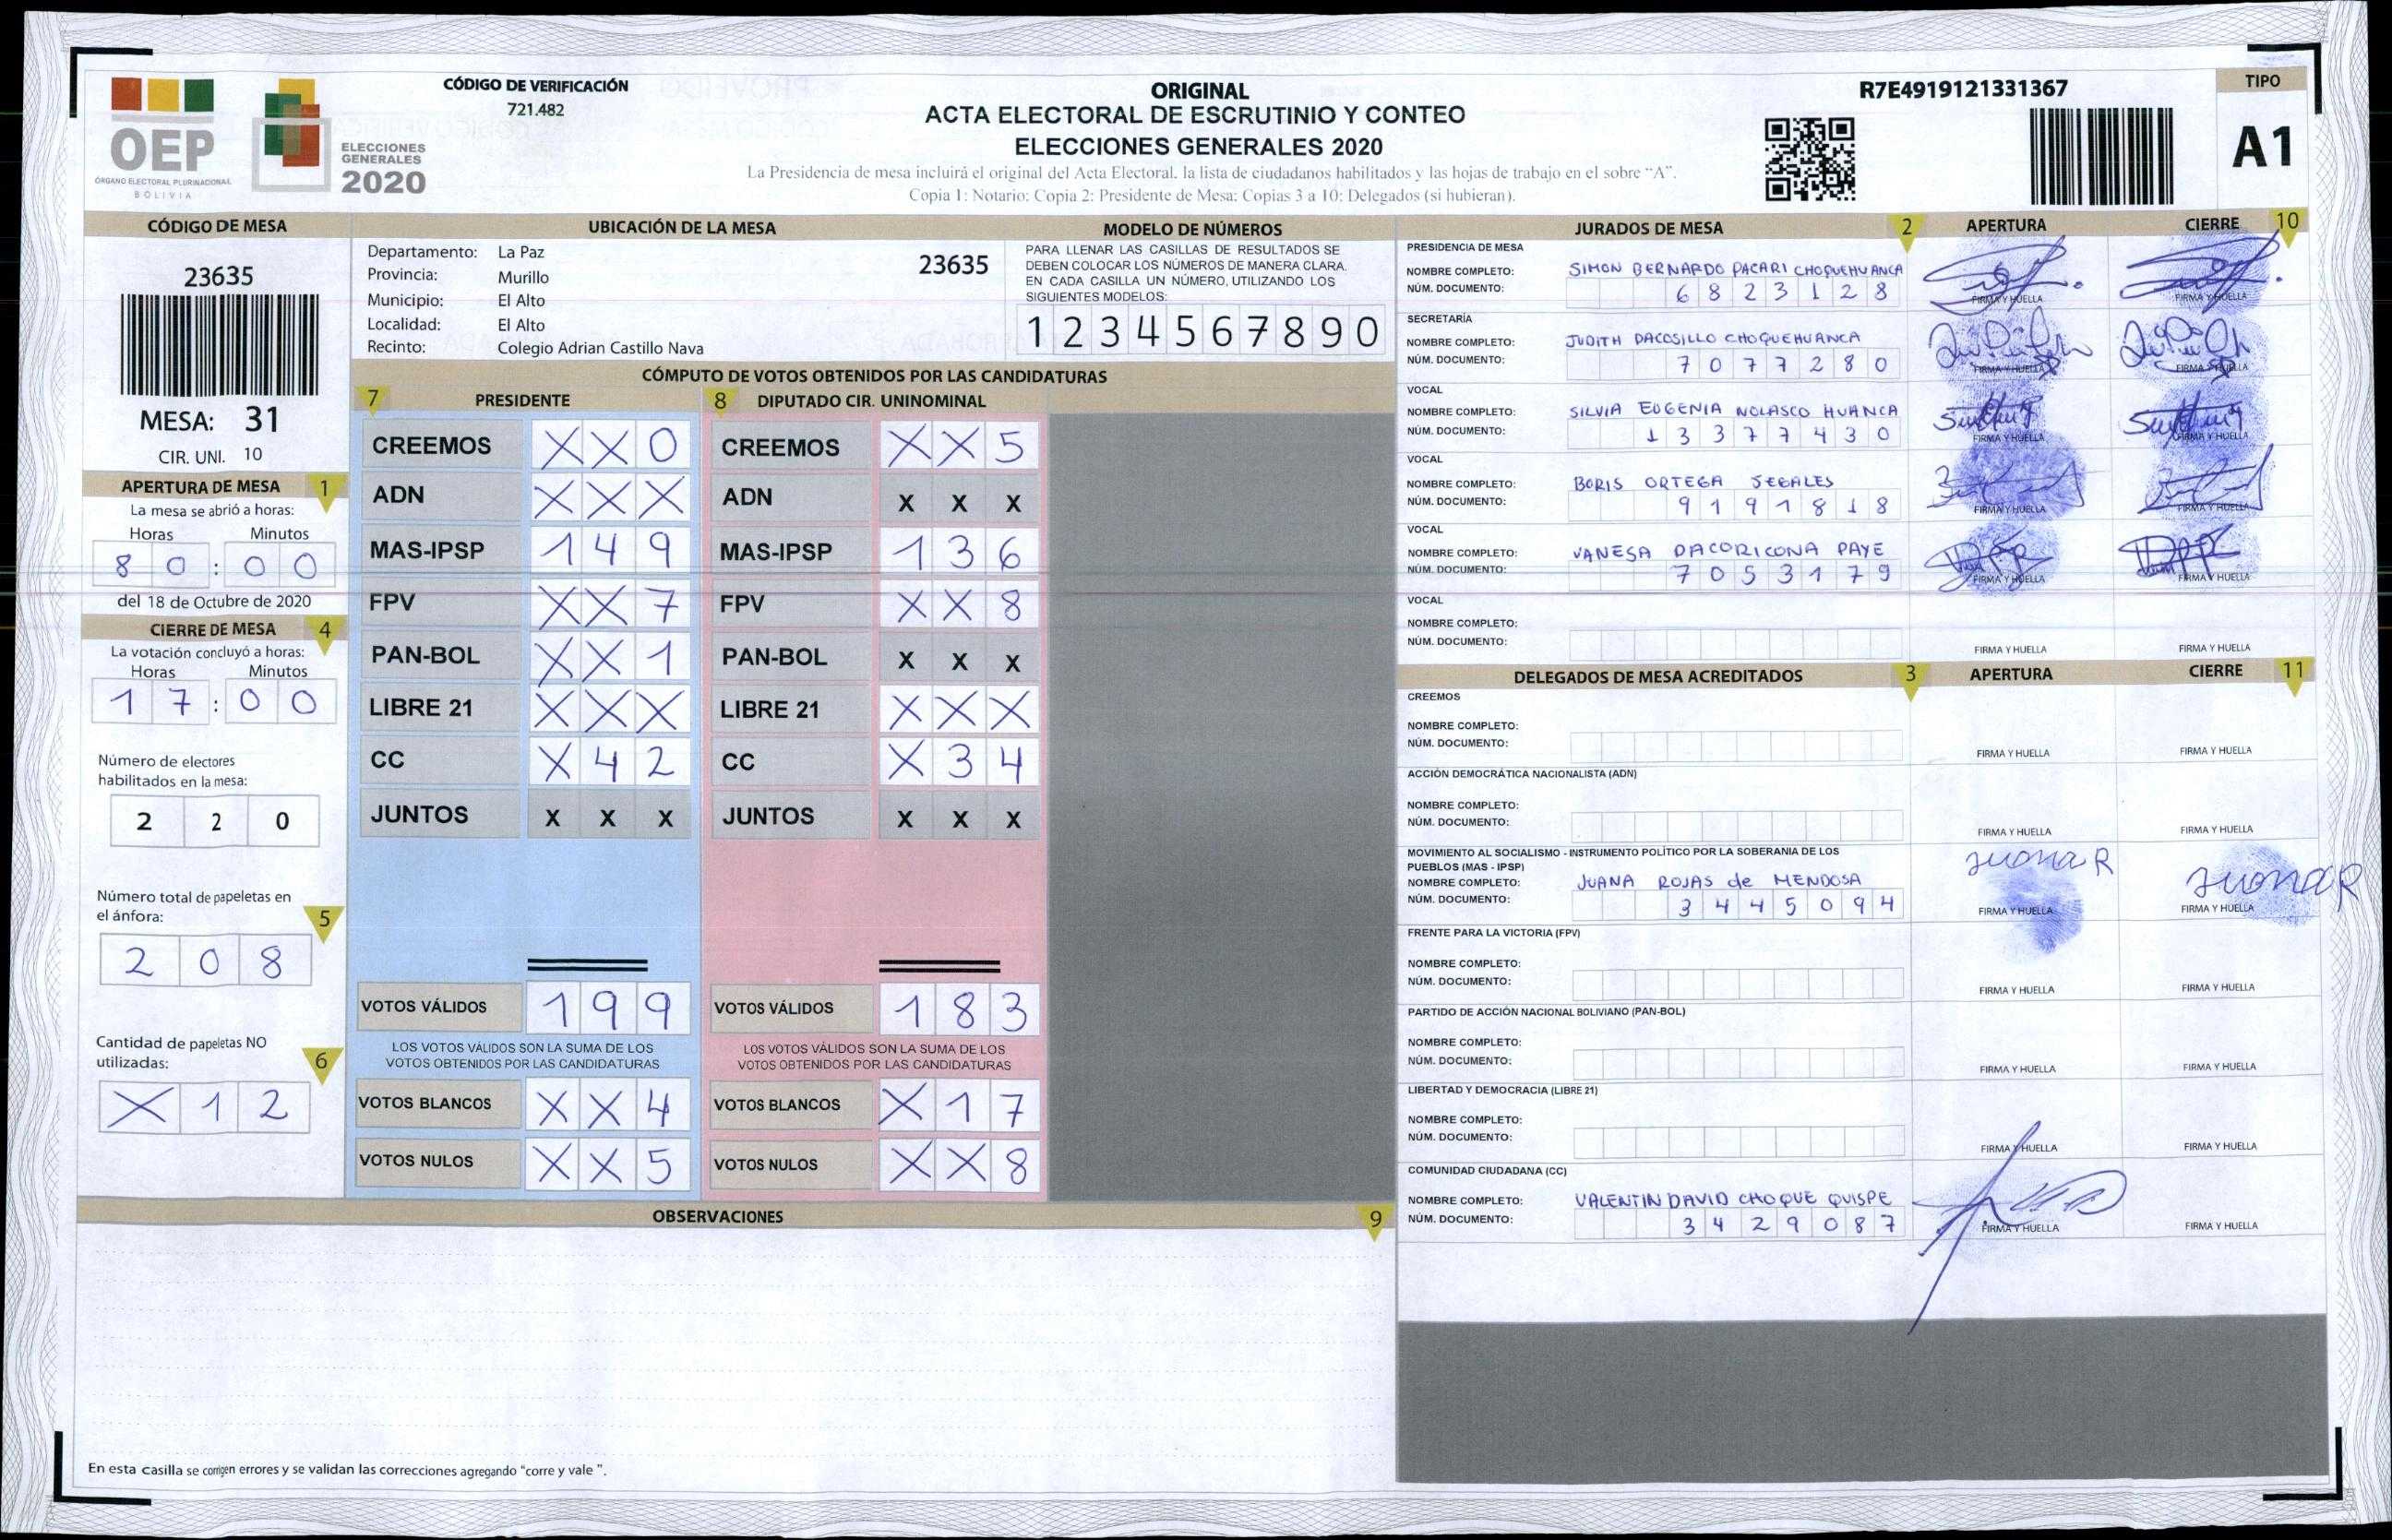 OEP
ÓRGANO ELECTORAL PLURINACIONAL
BOLIVIA
ELECCIONES
GENERALES
2020
CÓDIGO DE VERIFICACIÓN
721.482
ORIGINAL
ACTA ELECTORAL DE ESCRUTINIO Y CONTEO
ELECCIONES GENERALES 2020
La Presidencia de mesa incluirá el original del Acta Electoral. la lista de ciudadanos habilitados y las hojas de trabajo en el sobre “A”.
Copia 1: Notario; Copia 2: Presidente de Mesa; Copias 3 a 10: Delegados (si hubieran).
R7E4919121331367
TIPO
A1
CÓDIGO DE MESA
23635
MESA: 31
CIR. UNI. 10
APERTURA DE MESA 1
La mesa se abrió a horas:
Horas Minutos
8 0 : 0 0
del 18 de Octubre de 2020
CIERRE DE MESA 4
La votación concluyó a horas:
Horas Minutos
1 7 : 0 0
Número de electores
habilitados en la mesa:
2 2 0
Número total de papeletas en
el ánfora: 5
2 0 8
Cantidad de papeletas NO
utilizadas: 6
X 1 2
UBICACIÓN DE LA MESA
Departamento: La Paz
Provincia: Murillo
Municipio: El Alto
Localidad: El Alto
Recinto: Colegio Adrian Castillo Nava
23635
MODELO DE NÚMEROS
PARA LLENAR LAS CASILLAS DE RESULTADOS SE
DEBEN COLOCAR LOS NÚMEROS DE MANERA CLARA.
EN CADA CASILLA UN NÚMERO, UTILIZANDO LOS
SIGUIENTES MODELOS:
1 2 3 4 5 6 7 8 9 0
CÓMPUTO DE VOTOS OBTENIDOS POR LAS CANDIDATURAS
7 PRESIDENTE
CREEMOS X X 0
ADN X X X
MAS-IPSP 1 4 9
FPV X X 7
PAN-BOL X X 1
LIBRE 21 X X X
CC X 4 2
JUNTOS X X X
VOTOS VÁLIDOS 1 9 9
LOS VOTOS VÁLIDOS SON LA SUMA DE LOS
VOTOS OBTENIDOS POR LAS CANDIDATURAS
VOTOS BLANCOS X X 4
VOTOS NULOS X X 5
8 DIPUTADO CIR. UNINOMINAL
CREEMOS X X 5
ADN X X X
MAS-IPSP 1 3 6
FPV X X 8
PAN-BOL X X X
LIBRE 21 X X X
CC X 3 4
JUNTOS X X X
VOTOS VÁLIDOS 1 8 3
LOS VOTOS VÁLIDOS SON LA SUMA DE LOS
VOTOS OBTENIDOS POR LAS CANDIDATURAS
VOTOS BLANCOS X 1 7
VOTOS NULOS X X 8
OBSERVACIONES 9
En esta casilla se corrigen errores y se validan las correcciones agregando “corre y vale ”.
JURADOS DE MESA 2 APERTURA CIERRE 10
PRESIDENCIA DE MESA
NOMBRE COMPLETO: SIMON BERNARDO PACARI CHOQUEHUANCA
NÚM. DOCUMENTO: 6 8 2 3 1 2 8
FIRMA Y HUELLA FIRMA Y HUELLA
SECRETARÍA
NOMBRE COMPLETO: JUDITH PACOSILLO CHOQUEHUANCA
NÚM. DOCUMENTO: 7 0 7 7 2 8 0
FIRMA Y HUELLA FIRMA Y HUELLA
VOCAL
NOMBRE COMPLETO: SILVIA EUGENIA NOLASCO HUANCA
NÚM. DOCUMENTO: 1 3 3 7 7 4 3 0
FIRMA Y HUELLA FIRMA Y HUELLA
VOCAL
NOMBRE COMPLETO: BORIS ORTEGA SEGALES
NÚM. DOCUMENTO: 9 1 9 1 8 1 8
FIRMA Y HUELLA FIRMA Y HUELLA
VOCAL
NOMBRE COMPLETO: VANESA PACORICONA PAYE
NÚM. DOCUMENTO: 7 0 5 3 1 7 9
FIRMA Y HUELLA FIRMA Y HUELLA
VOCAL
NOMBRE COMPLETO:
NÚM. DOCUMENTO:
FIRMA Y HUELLA FIRMA Y HUELLA
DELEGADOS DE MESA ACREDITADOS 3 APERTURA CIERRE 11
CREEMOS
NOMBRE COMPLETO:
NÚM. DOCUMENTO:
FIRMA Y HUELLA FIRMA Y HUELLA
ACCIÓN DEMOCRÁTICA NACIONALISTA (ADN)
NOMBRE COMPLETO:
NÚM. DOCUMENTO:
FIRMA Y HUELLA FIRMA Y HUELLA
MOVIMIENTO AL SOCIALISMO - INSTRUMENTO POLÍTICO POR LA SOBERANIA DE LOS
PUEBLOS (MAS - IPSP)
NOMBRE COMPLETO: JUANA ROJAS de MENDOSA
NÚM. DOCUMENTO: 3 4 4 5 0 9 4
Juana R Juana R
FIRMA Y HUELLA FIRMA Y HUELLA
FRENTE PARA LA VICTORIA (FPV)
NOMBRE COMPLETO:
NÚM. DOCUMENTO:
FIRMA Y HUELLA FIRMA Y HUELLA
PARTIDO DE ACCIÓN NACIONAL BOLIVIANO (PAN-BOL)
NOMBRE COMPLETO:
NÚM. DOCUMENTO:
FIRMA Y HUELLA FIRMA Y HUELLA
LIBERTAD Y DEMOCRACIA (LIBRE 21)
NOMBRE COMPLETO:
NÚM. DOCUMENTO:
FIRMA Y HUELLA FIRMA Y HUELLA
COMUNIDAD CIUDADANA (CC)
NOMBRE COMPLETO: VALENTIN DAVID CHOQUE QUISPE
NÚM. DOCUMENTO: 3 4 2 9 0 8 7
FIRMA Y HUELLA FIRMA Y HUELLA